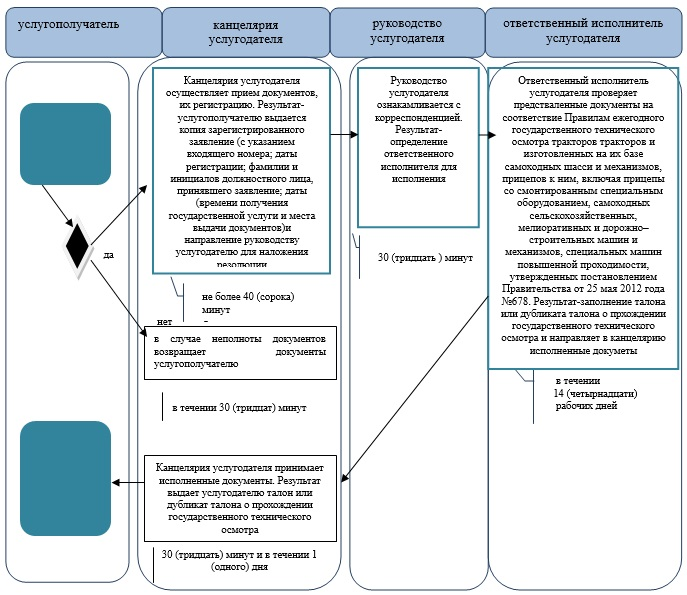 услугополучатель
канцелярия
услугодателя
руководство
услугодателя
ответственный исполнитель
услугодателя
Канцелярия услугодателя
осуществляет прием документов,
их регистрацию. Результат-
услугополучателю выдается
копия зарегистрированного
заявление (с указанием
входящего номера; даты
регистрации; фамилии и
инициалов должностного лица,
принявшего заявление; даты
(времени получения
государственной услуги и места
выдачи документов)и
направление руководству
услугодателю для наложения
резолюции
Руководство
услугодателя
ознакамливается с
корреспонденцией.
Результат-
определение
ответственного
исполнителя для
исполнения
Ответственный исполнитель
услугодателя проверяет
представленные документы на
соответствие Правилам ежегодного
государственного технического
осмотра тракторов тракторов и
изготовленных на их базе
самоходных шасси и механизмов,
прицепов к ним, включая прицепы
со смонтированным специальным
оборудованием, самоходных
сельскохозяйственных,
мелиоративных и дорожно–
строительных машин и
механизмов, специальных машин
повышенной проходимости,
утвержденных постановлением
Правительства от 25 мая 2012 года
№678. Результат-заполнение талона
или дубликата талона о прхождении
государственного технического
осмотра и направляет в канцелярию
исполненные докуметы
да
30 (тридцать ) минут
не более 40 (сорока)
минут
нет
в случае неполноты документов
возвращает документы
услугополучателю
в течении
14 (четырнадцати)
рабочих дней
в течении 30 (тридцат) минут
Канцелярия услугодателя принимает
исполненные документы. Результат
выдает услугодателю талон или
дубликат талона о прохождении
государственного технического
осмотра
30 (тридцать) минут и в течении 1
(одного) дня